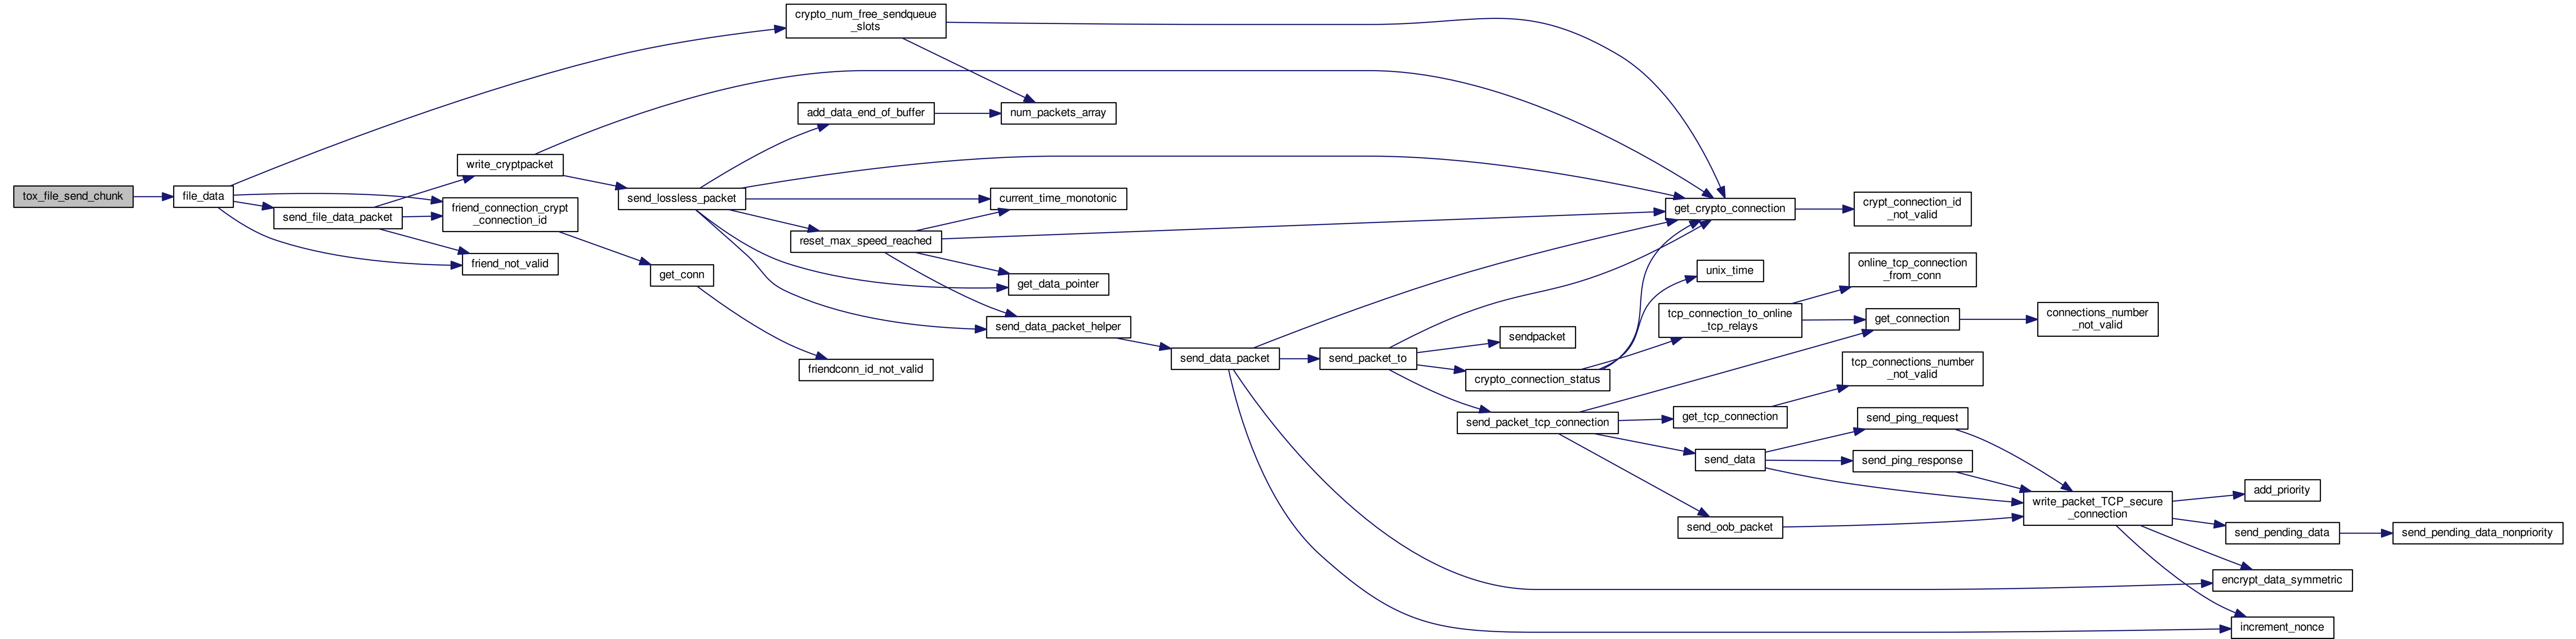 tox_file_send_chunk
file_data
send_file_data_packet
write_cryptpacket
friend_connection_crypt
_connection_id
friend_not_valid
send_lossless_packet
get_conn
crypto_num_free_sendqueue
_slots
add_data_end_of_buffer
reset_max_speed_reached
friendconn_id_not_valid
num_packets_array
current_time_monotonic
get_data_pointer
send_data_packet_helper
send_data_packet
send_packet_to
sendpacket
crypto_connection_status
send_packet_tcp_connection
get_crypto_connection
unix_time
tcp_connection_to_online
_tcp_relays
get_tcp_connection
send_data
send_oob_packet
crypt_connection_id
_not_valid
online_tcp_connection
_from_conn
get_connection
tcp_connections_number
_not_valid
send_ping_request
send_ping_response
connections_number
_not_valid
write_packet_TCP_secure
_connection
add_priority
send_pending_data
encrypt_data_symmetric
increment_nonce
send_pending_data_nonpriority